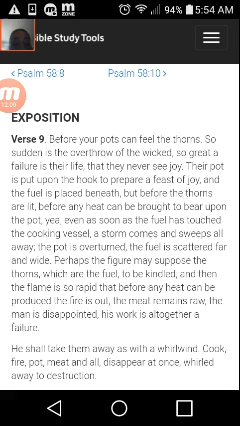 94% 5:54 AM
ZONE
ible Study Tools
< Psalm 58:8 Psalm 58:10 >
12:09
EXPOSITION
Verse 9. Before your pots can feel the thorns. So
sudden is the overthrow of the wicked, so great a
failure is their life, that they never see joy. Their pot
is put upon the hook to prepare a feast of joy, and
the fuel is placed beneath, but before the thorns
are lit, before any heat can be brought to bear upon
the pot, yea, even as soon as the fuel has touched
the cooking vessel, a storm comes and sweeps all
away; the pot is overturned, the fuel is scattered far
and wide. Perhaps the figure may suppose the
thorns, which are the fuel, to be kindled, and then
the flame is so rapid that before any heat can be
produced the fire is out, the meat remains raw, the
man is disappointed, his work is altogether a
failure.
He shall take them away as with a whirlwind. Cook,
fire, pot, meat and all, disappear at once, whirled
away to destruction.